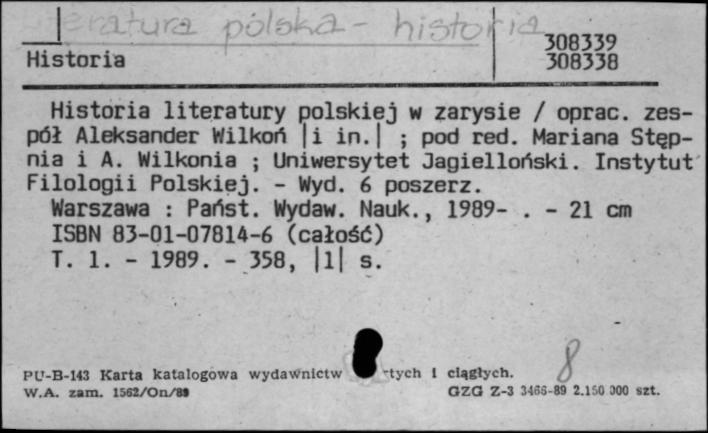 Literatura polska - historia
308339
Historia 308338
Historia literatury polskiej w zarysie / oprac. zes-
pół Aleksander Wilkoń |i in.| ; pod red. Mariana Stęp-
nia i A. Wilkonia ; Uniwersytet Jagielloński. Instytut
Filologii Polskiej. - Wyd. 6 poszerz.
Warszawa : Państ. Wydaw. Nauk., 1989- . - 21 cm
ISBN 83-01-07814-6 (całość)
T. 1. - 1989. - 358, |1| s.
8
PU-B-143 Karta katalogowa wydawnictw rtych i ciągłych.
W.A. zam. 1562/On/89 GZG Z-3 3466-89 2.150 000 szt.